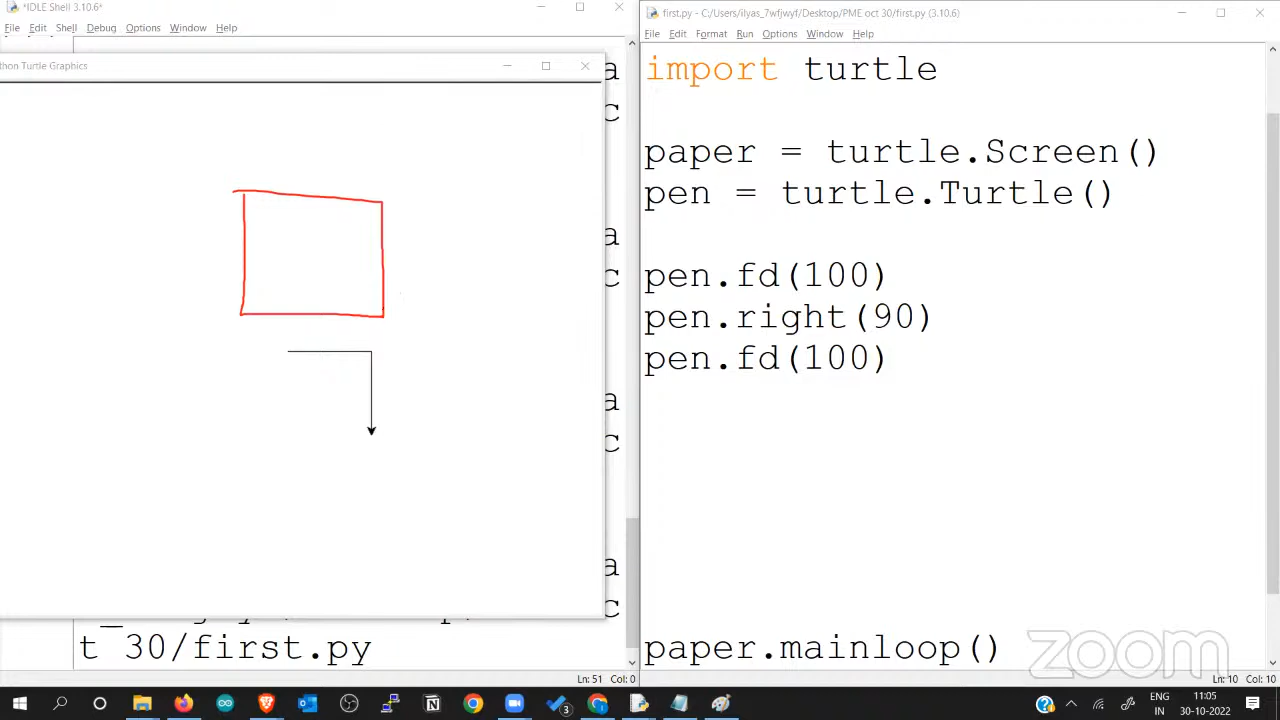 *IDLE Shell 3.10.6*
File Edit Shell Debug Options Window Help
thon Turtle Graphics
a
c
a
c
a
c
a
c
t_30/first.py
Ln: 51 Col: 0
first.py - C:/Users/ilyas_7wfjwyf/Desktop/PME oct 30/first.py (3.10.6)
File Edit Format Run Options Window Help
import turtle
paper = turtle.Screen()
pen = turtle.Turtle()
pen.fd(100)
pen.right(90)
pen.fd(100)
paper.mainloop()
zoom
Ln: 10 Col: 10
3
ENG
IN
11:05
30-10-2022